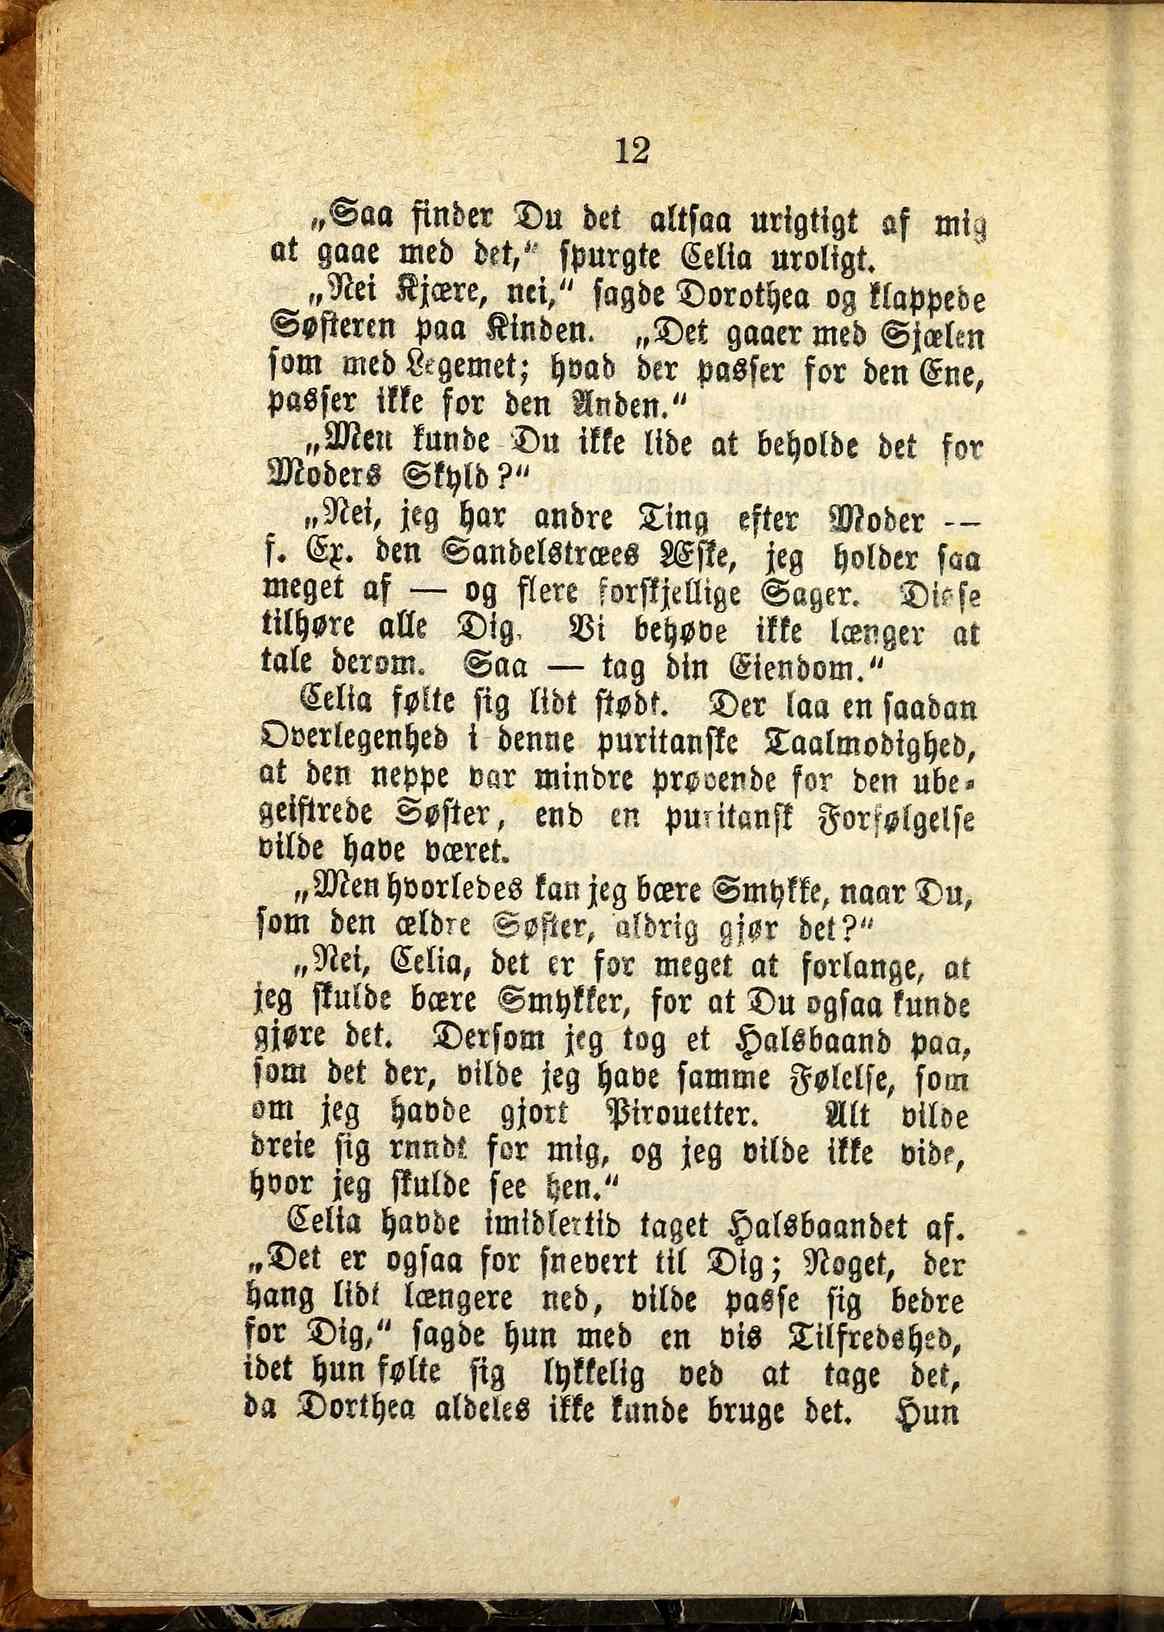 12
„Saa finder Du det altsaa urigtigt af mig
at gaae med det,“ spurgte Celia uroligt.
„Nei Kjære, nei,“ sagde Dorothea og klappede
Søsteren paa Kinden. „Det gaaer med Sjælen
som med Legemet; hvad der passer for den Ene,
passer ikke for den Anden.“
„Men kunde Du ikke lide at beholde det for
Moders Skyld?“
„Nei, jeg har andre Ting efter Moder —
f. Ex. den Sandelstræes Æske, jeg holder saa
meget af — og flere forskjellige Sager. Disse
tilhøre alle Dig. Vi behøve ikke længer at
tale derom. Saa — tag din Eiendom.“
Celia følte sig lidt stødt. Der laa en saadan
Overlegenhed i denne puritanske Taalmodighed,
at den neppe var mindre prøvende for den ube-
geistrede Søster, end en puritansk Forfølgelse
vilde have været.
„Men hvorledes kan jeg bære Smykke, naar Du,
som den ældre Søster, aldrig gjør det?“
„Nei, Celia, det er for meget at forlange, at
jeg skulde bære Smykker, for at Du ogsaa kunde
gjøre det. Dersom jeg tog et Halsbaand paa,
som det der, vilde jeg have samme Følelse, som
om jeg havde gjort Pirouetter. Alt vilde
dreie sig rnndt for mig, og jeg vilde ikke vide,
hvor jeg skulde see hen.“
Celia havde imidlertid taget Halsbaandet af.
„Det er ogsaa for snevert til Dig; Noget, der
hang lidt længere ned, vilde passe sig bedre
for Dig,“ sagde hun med en vis Tilfredshed,
idet hun følte sig lykkelig ved at tage det,
da Dorthea aldeles ikke kunde bruge det. Hun